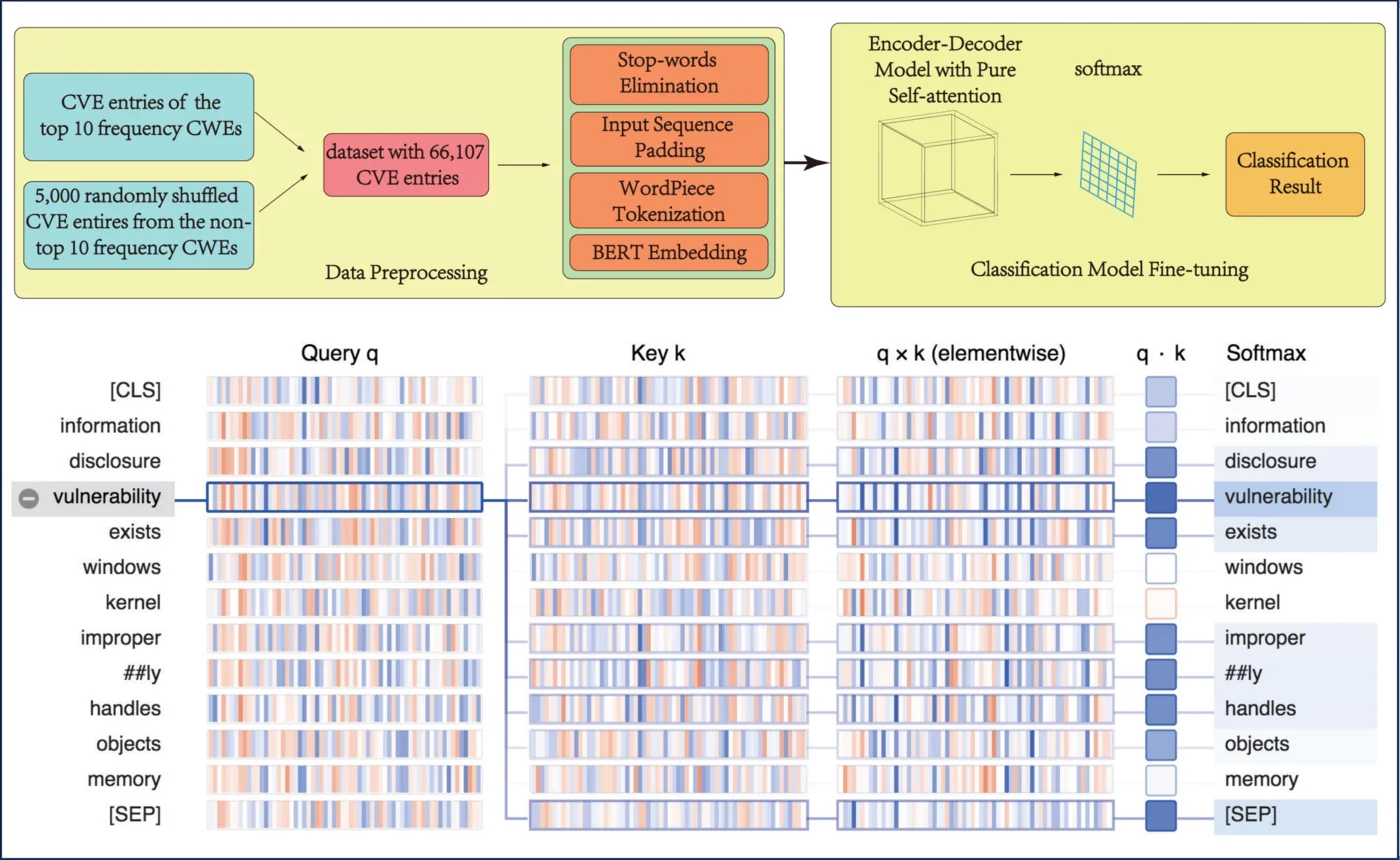 CVE entries of the
top 10 frequency CWEs
5,000 randomly shuffled
CVE entires from the non-
top 10 frequency CWEs
dataset with 66,107
CVE entries
Stop-words
Elimination
Input Sequence
Padding
WordPiece
Tokenization
BERT Embedding
Data Preprocessing
Encoder-Decoder
Model with Pure
Self-attention
softmax
Classification
Result
Classification Model Fine-tuning
Query q
Key k
q × k (elementwise)
q · k
Softmax
[CLS]
[CLS]
information
information
disclosure
disclosure
vulnerability
vulnerability
exists
exists
windows
windows
kernel
kernel
improper
improper
##ly
##ly
handles
handles
objects
objects
memory
memory
[SEP]
[SEP]